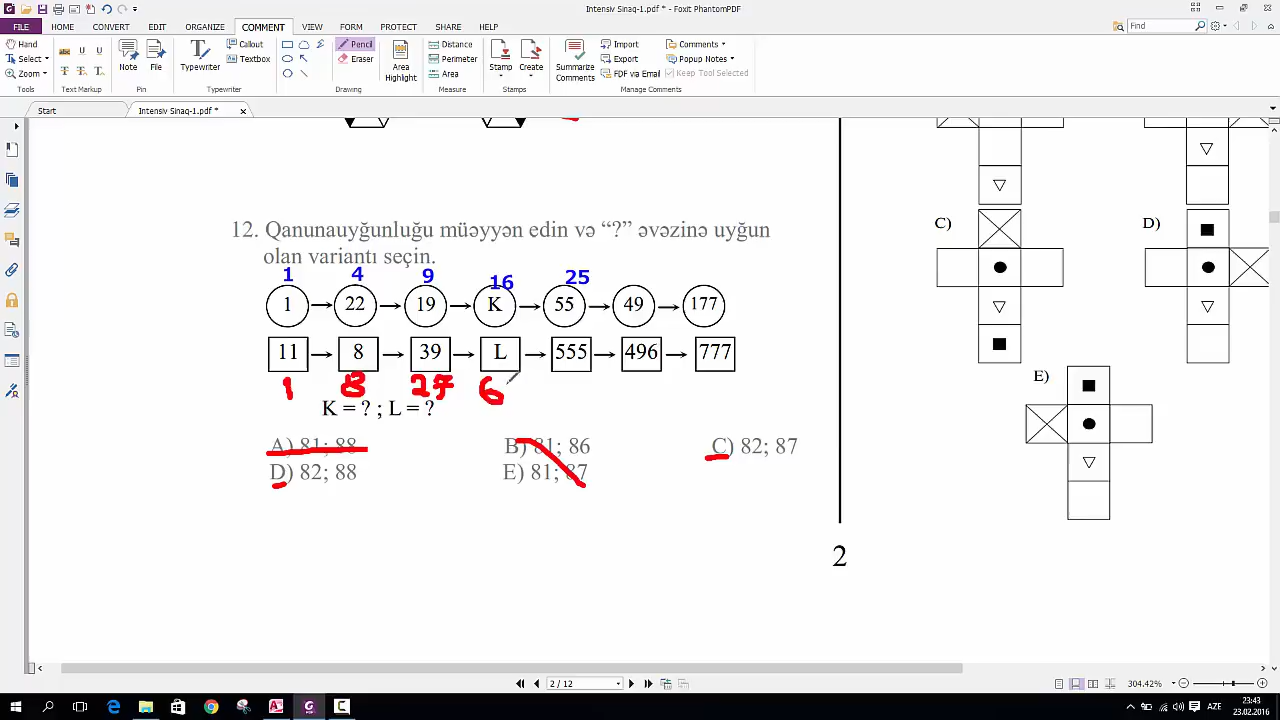 Intensiv Sinaq-1.pdf * - Foxit PhantomPDF
FILE HOME CONVERT EDIT ORGANIZE COMMENT VIEW FORM PROTECT SHARE HELP
Find
Hand
Select
Zoom
Tools
Text Markup
Note
File
Pin
Typewriter
Callout
Textbox
Typewriter
Pencil
Eraser
Area Highlight
Drawing
Distance
Perimeter
Area
Measure
Stamp
Create
Stamps
Summarize Comments
Import
Export
PDF via Email
Comments
Popup Notes
Keep Tool Selected
Manage Comments
Start
Intensiv Sinaq-1.pdf *
12. Qanunauyğunluğu müəyyən edin və “?” əvəzinə uyğun
olan variantı seçin.
1 4 9 16 25
1 22 19 K 55 49 177
11 8 39 L 555 496 777
1 8 27 6
K = ? ; L = ?
A) 81; 88 B) 81; 86 C) 82; 87
D) 82; 88 E) 81; 87
C)
D)
E)
2
2 / 12
304.42%
AZE
23:43
23.02.2016